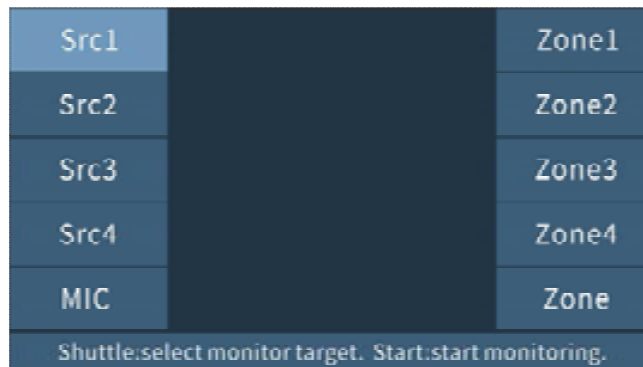 Src1 Zone1
Src2 Zone2
Src3 Zone3
Src4 Zone4
MIC Zone
Shuttle:select monitor target. Start:start monitoring.